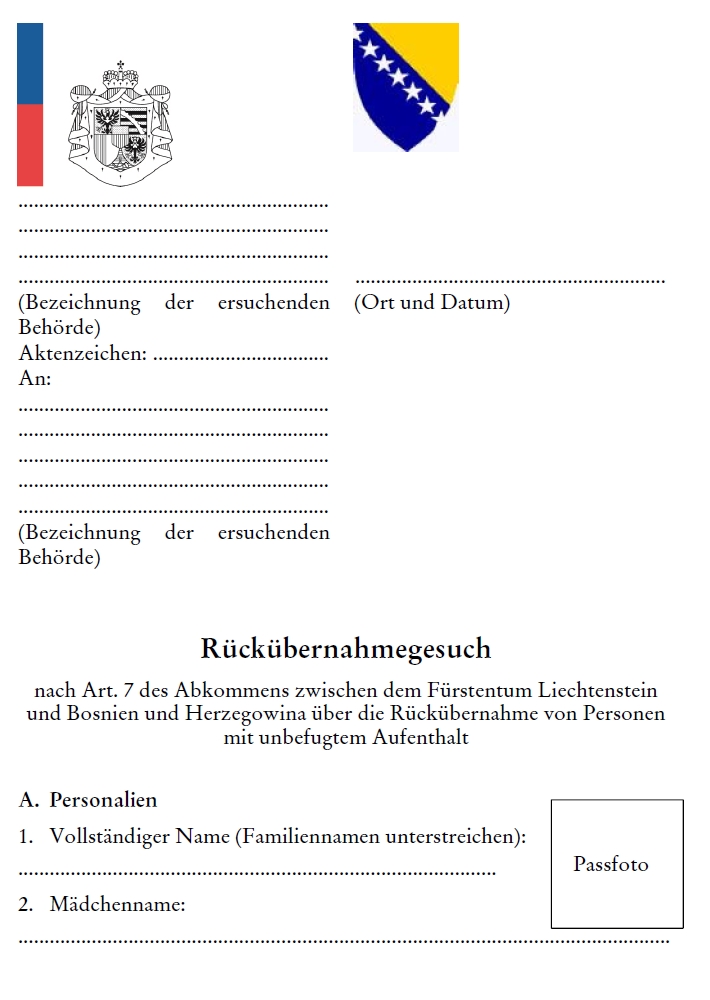 ............................................................
............................................................
............................................................
............................................................
(Bezeichnung der ersuchenden
Behörde)
Aktenzeichen: ..................................
An:
............................................................
............................................................
............................................................
............................................................
............................................................
(Bezeichnung der ersuchenden
Behörde)
............................................................
(Ort und Datum)
Rückübernahmegesuch
nach Art. 7 des Abkommens zwischen dem Fürstentum Liechtenstein
und Bosnien und Herzegowina über die Rückübernahme von Personen
mit unbefugtem Aufenthalt
A. Personalien
1. Vollständiger Name (Familiennamen unterstreichen):
............................................................................................
Passfoto
2. Mädchenname:
..............................................................................................................................